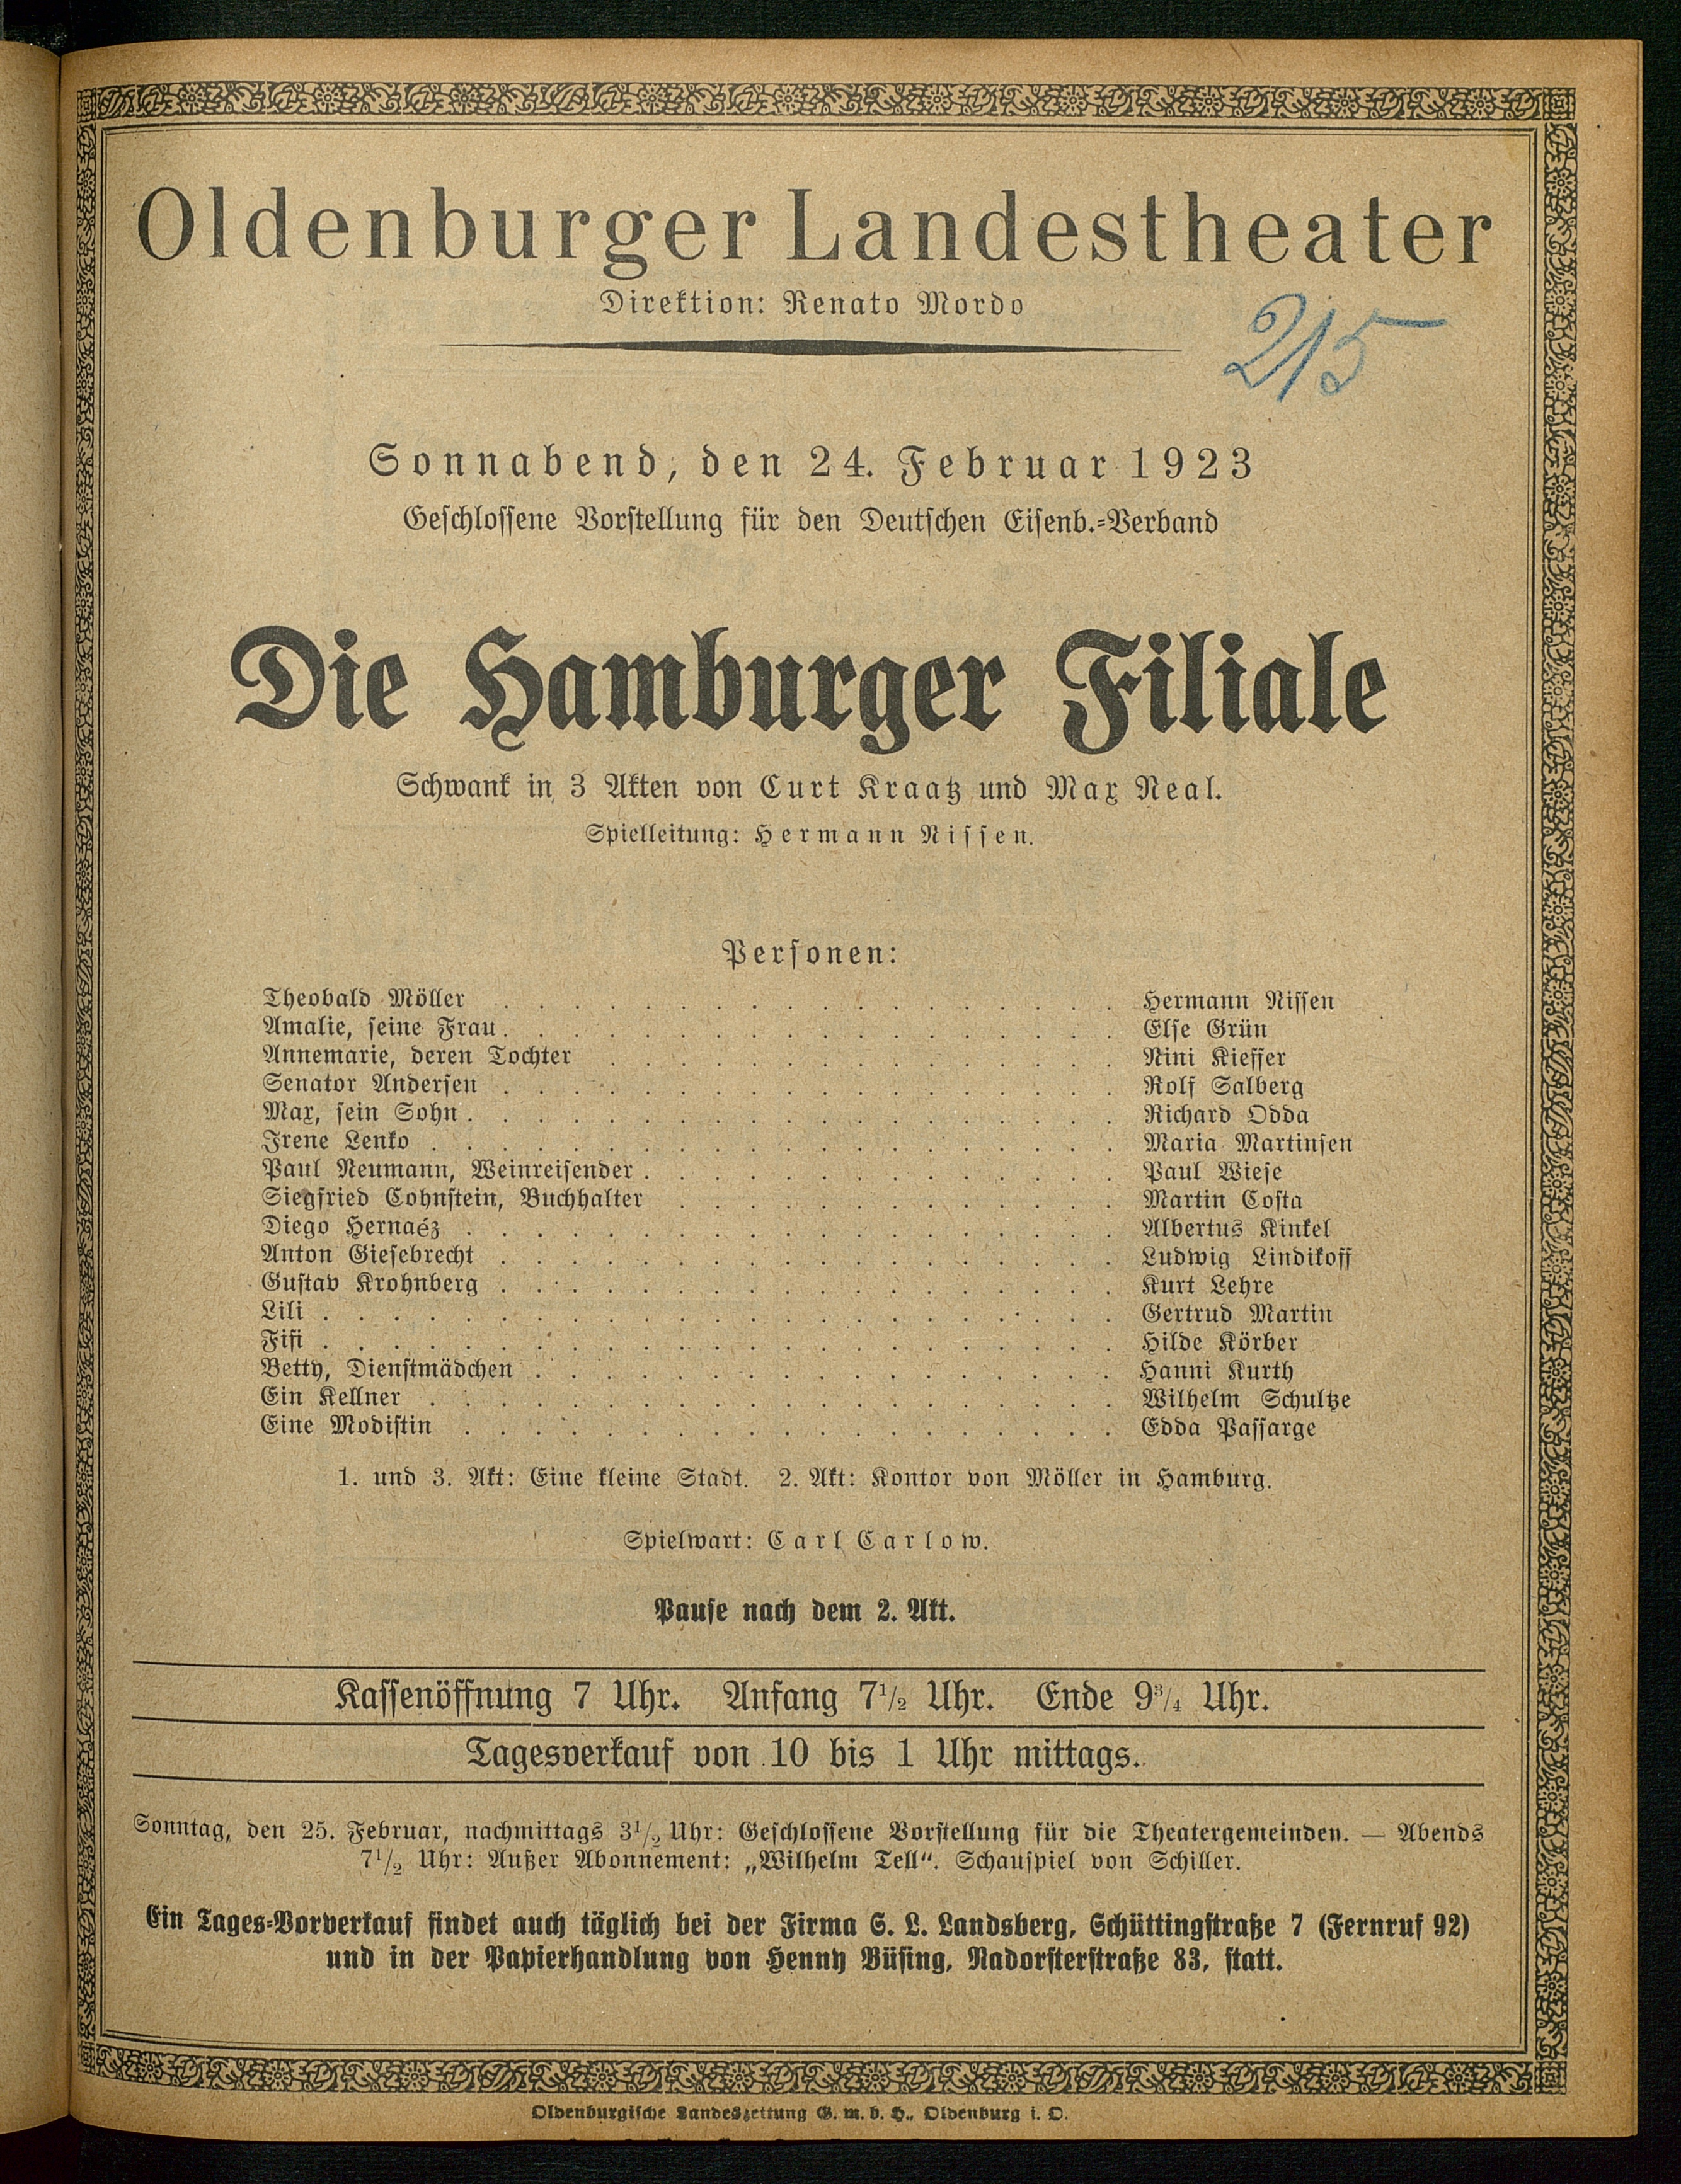 Oldenburger Landestheater
Direktion: Renato Mordo
215
Sonnabend, den 24. Februar 1923
Geschlossene Vorstellung für den Deutschen Eisenb.-Verband
Die Hamburger Filiale
Schwank in 3 Akten von Curt Kraatz und Max Neal.
Spielleitung: Hermann Nissen.
Personen:
Theobald Möller . . . . . . . . . . . . . . . . . . Hermann Nissen
Amalie, seine Frau . . . . . . . . . . . . . . . . . . Else Grün
Annemarie, deren Tochter . . . . . . . . . . . . . . . Nini Kieffer
Senator Andersen . . . . . . . . . . . . . . . . . . Rolf Salberg
Max, sein Sohn . . . . . . . . . . . . . . . . . . . Richard Odda
Irene Lenko . . . . . . . . . . . . . . . . . . . . Maria Martinsen
Paul Neumann, Weinreisender . . . . . . . . . . . . . . Paul Wiese
Siegfried Cohnstein, Buchhalter . . . . . . . . . . . . . Martin Costa
Diego Hernaéz . . . . . . . . . . . . . . . . . . . Albertus Kinkel
Anton Giesebrecht . . . . . . . . . . . . . . . . . . Ludwig Lindikoff
Gustav Krohnberg . . . . . . . . . . . . . . . . . . Kurt Lehre
Lili . . . . . . . . . . . . . . . . . . . . . . . Gertrud Martin
Fifi . . . . . . . . . . . . . . . . . . . . . . . Hilde Körber
Betty, Dienstmädchen . . . . . . . . . . . . . . . . . Hanni Kurth
Ein Kellner . . . . . . . . . . . . . . . . . . . . Wilhelm Schultze
Eine Modistin . . . . . . . . . . . . . . . . . . . Edda Passarge
1. und 3. Akt: Eine kleine Stadt. 2. Akt: Kontor von Möller in Hamburg.
Spielwart: Carl Carlow.
Pause nach dem 2. Akt.
Kassenöffnung 7 Uhr. Anfang 7½ Uhr. Ende 9¾ Uhr.
Tagesverkauf von 10 bis 1 Uhr mittags.
Sonntag, den 25. Februar, nachmittags 3½ Uhr: Geschlossene Vorstellung für die Theatergemeinden. — Abends
7½ Uhr: Außer Abonnement: „Wilhelm Tell“. Schauspiel von Schiller.
Ein Tages-Vorverkauf findet auch täglich bei der Firma S. L. Landsberg, Schüttingstraße 7 (Fernruf 92)
und in der Papierhandlung von Henny Büsing, Nadorsterstraße 83, statt.
Oldenburgische Landeszeitung G. m. b. H., Oldenburg i. O.